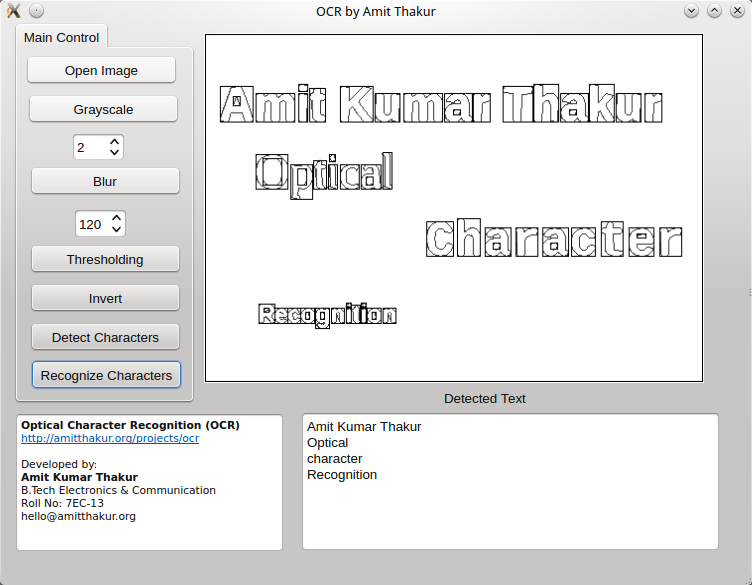 OCR by Amit Thakur
Main Control
Open Image
Grayscale
2
Blur
120
Thresholding
Invert
Detect Characters
Recognize Characters
Amit Kumar Thakur
Optical
Character
Recognition
Detected Text
Optical Character Recognition (OCR)
http://amitthakur.org/projects/ocr
Developed by:
Amit Kumar Thakur
B.Tech Electronics & Communication
Roll No: 7EC-13
hello@amitthakur.org
Amit Kumar Thakur
Optical
character
Recognition